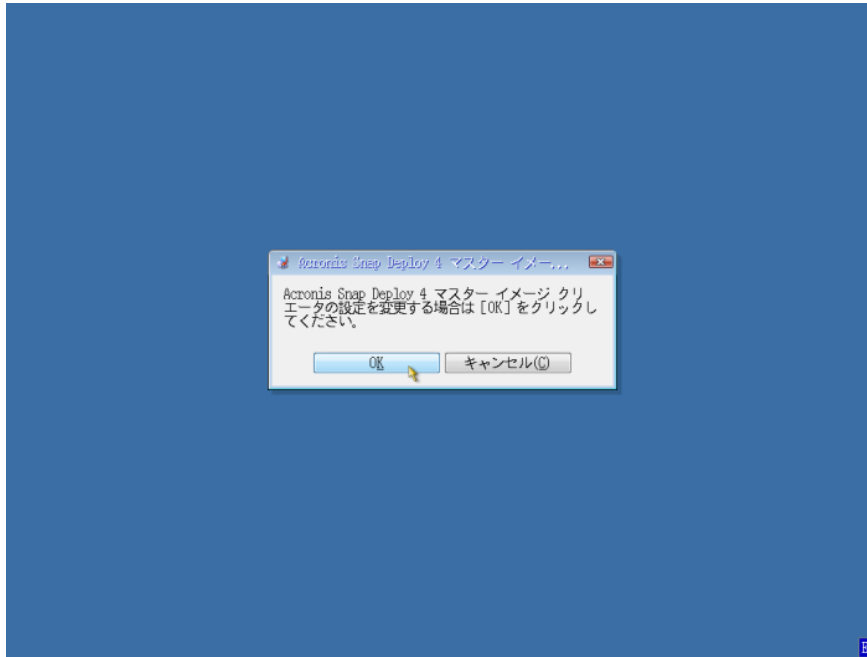 Acronis Snap Deploy 4 マスター イメー...
Acronis Snap Deploy 4 マスター イメージ クリ
エータの設定を変更する場合は［OK］をクリックし
てください。
OK
キャンセル(C)